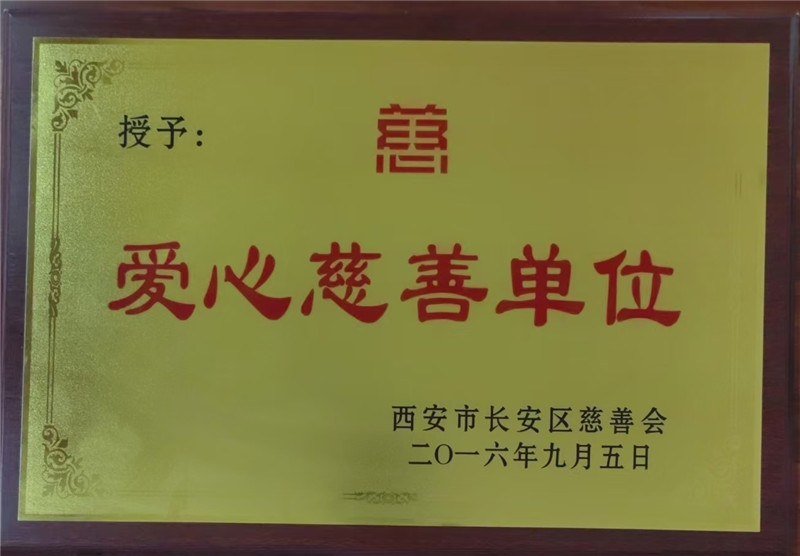 慈
授予：
爱心慈善单位
西安市长安区慈善会
二〇一六年九月五日